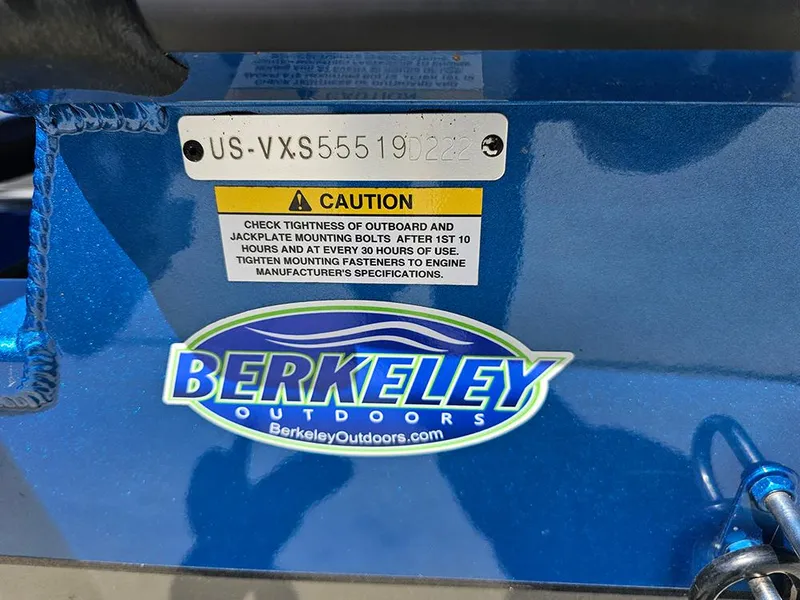 US-VXS55519D222
CAUTION
CHECK TIGHTNESS OF OUTBOARD AND
JACKPLATE MOUNTING BOLTS AFTER 1ST 10
HOURS AND AT EVERY 30 HOURS OF USE.
TIGHTEN MOUNTING FASTENERS TO ENGINE
MANUFACTURER'S SPECIFICATIONS.
BERKELEY
OUTDOORS
BerkeleyOutdoors.com